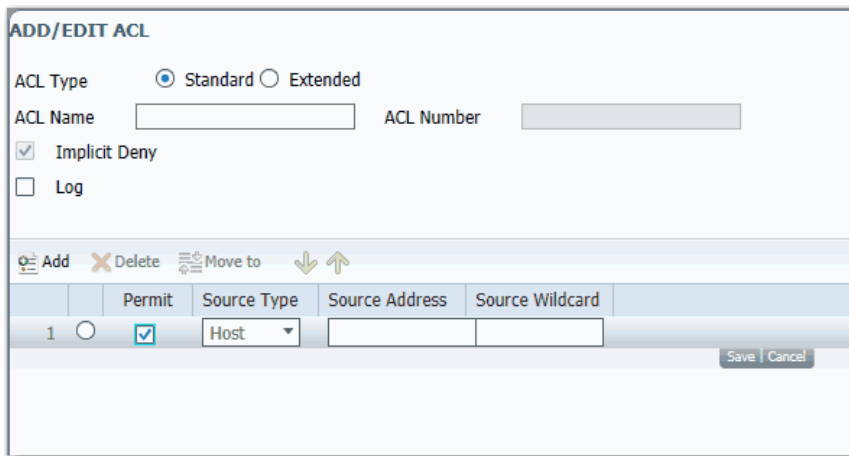 ADD/EDIT ACL
ACL Type Standard Extended
ACL Name ACL Number
Implicit Deny
Log
Add Delete Move to
Permit Source Type Source Address Source Wildcard
1 Host
Save | Cancel